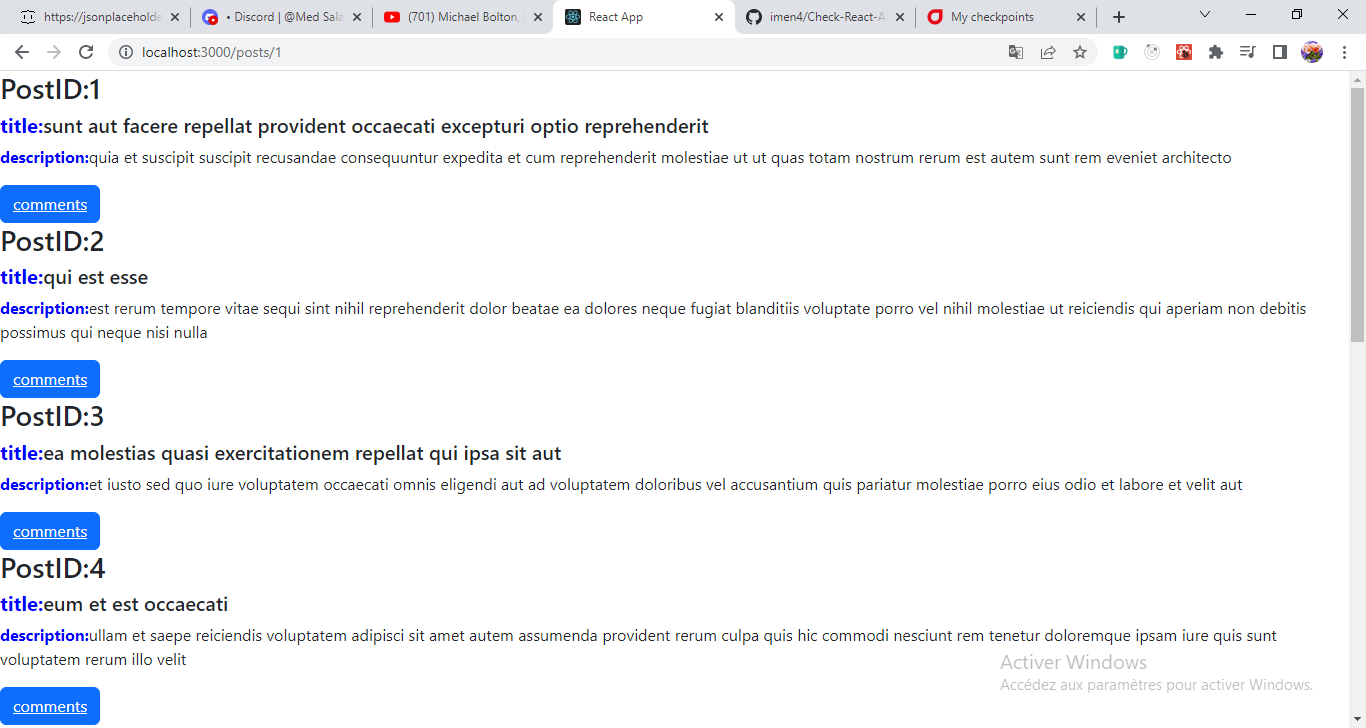 https://jsonplaceholde
• Discord | @Med Sala
(701) Michael Bolton,
React App
imen4/Check-React-A
My checkpoints
localhost:3000/posts/1
PostID:1
title:sunt aut facere repellat provident occaecati excepturi optio reprehenderit
description:quia et suscipit suscipit recusandae consequuntur expedita et cum reprehenderit molestiae ut ut quas totam nostrum rerum est autem sunt rem eveniet architecto
comments
PostID:2
title:qui est esse
description:est rerum tempore vitae sequi sint nihil reprehenderit dolor beatae ea dolores neque fugiat blanditiis voluptate porro vel nihil molestiae ut reiciendis qui aperiam non debitis
possimus qui neque nisi nulla
comments
PostID:3
title:ea molestias quasi exercitationem repellat qui ipsa sit aut
description:et iusto sed quo iure voluptatem occaecati omnis eligendi aut ad voluptatem doloribus vel accusantium quis pariatur molestiae porro eius odio et labore et velit aut
comments
PostID:4
title:eum et est occaecati
description:ullam et saepe reiciendis voluptatem adipisci sit amet autem assumenda provident rerum culpa quis hic commodi nesciunt rem tenetur doloremque ipsam iure quis sunt
voluptatem rerum illo velit
comments
Activer Windows
Accédez aux paramètres pour activer Windows.